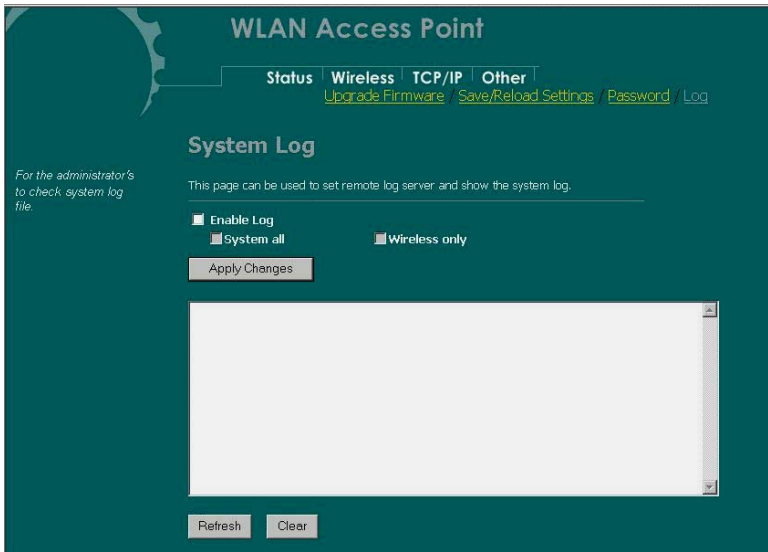 WLAN Access Point
Status Wireless TCP/IP Other
Upgrade Firmware / Save/Reload Settings / Password / Log
System Log
For the administrator's
to check system log
file.
This page can be used to set remote log server and show the system log.
Enable Log
System all Wireless only
Apply Changes
Refresh Clear